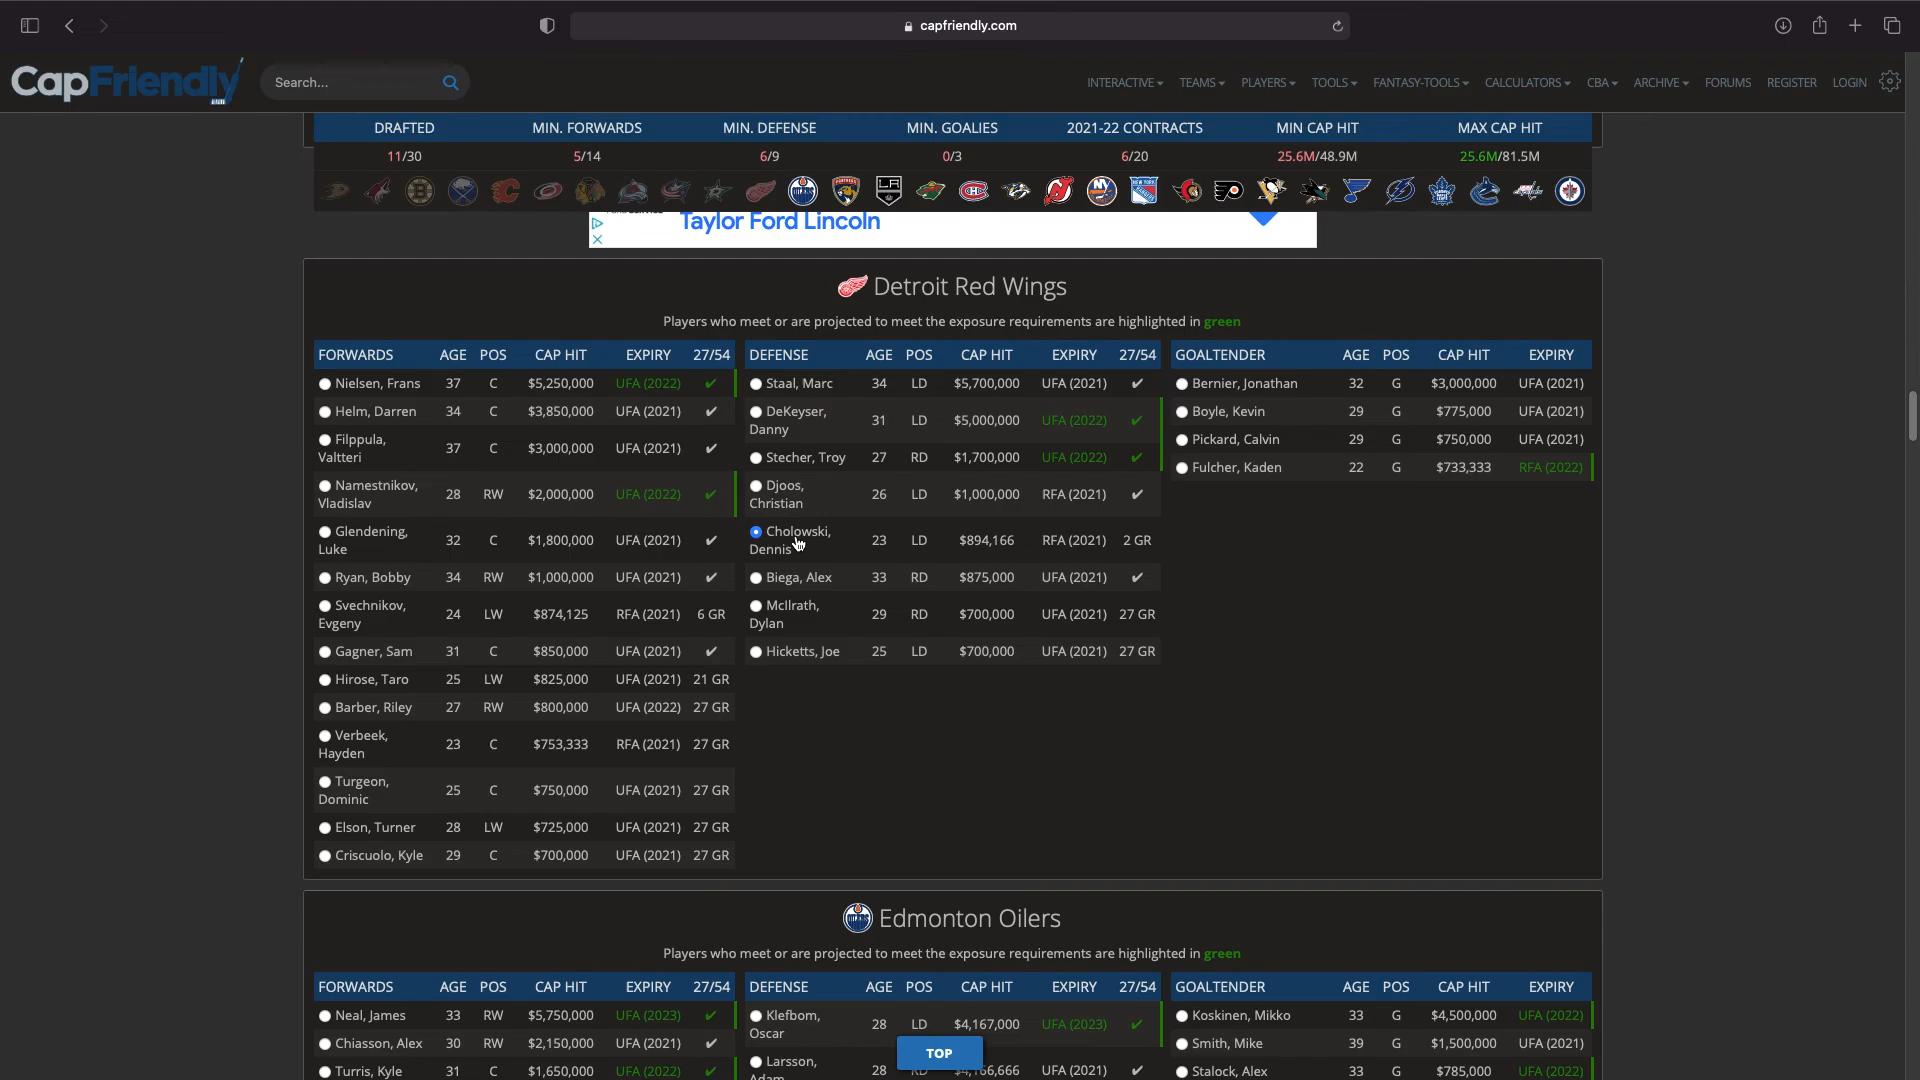 capfriendly.com
CapFriendly
Search...
INTERACTIVE TEAMS PLAYERS TOOLS FANTASY-TOOLS CALCULATORS CBA ARCHIVE FORUMS REGISTER LOGIN
DRAFTED MIN. FORWARDS MIN. DEFENSE MIN. GOALIES 2021-22 CONTRACTS MIN CAP HIT MAX CAP HIT
11/30 5/14 6/9 0/3 6/20 25.6M/48.9M 25.6M/81.5M
Taylor Ford Lincoln
Detroit Red Wings
Players who meet or are projected to meet the exposure requirements are highlighted in green
FORWARDS AGE POS CAP HIT EXPIRY 27/54
Nielsen, Frans 37 C $5,250,000 UFA (2022) ✔
Helm, Darren 34 C $3,850,000 UFA (2021) ✔
Filppula,
Valtteri 37 C $3,000,000 UFA (2021) ✔
Namestnikov,
Vladislav 28 RW $2,000,000 UFA (2022) ✔
Glendening,
Luke 32 C $1,800,000 UFA (2021) ✔
Ryan, Bobby 34 RW $1,000,000 UFA (2021) ✔
Svechnikov,
Evgeny 24 LW $874,125 RFA (2021) 6 GR
Gagner, Sam 31 C $850,000 UFA (2021) ✔
Hirose, Taro 25 LW $825,000 UFA (2021) 21 GR
Barber, Riley 27 RW $800,000 UFA (2022) 27 GR
Verbeek,
Hayden 23 C $753,333 RFA (2021) 27 GR
Turgeon,
Dominic 25 C $750,000 UFA (2021) 27 GR
Elson, Turner 28 LW $725,000 UFA (2021) 27 GR
Criscuolo, Kyle 29 C $700,000 UFA (2021) 27 GR
DEFENSE AGE POS CAP HIT EXPIRY 27/54
Staal, Marc 34 LD $5,700,000 UFA (2021) ✔
DeKeyser,
Danny 31 LD $5,000,000 UFA (2022) ✔
Stecher, Troy 27 RD $1,700,000 UFA (2022) ✔
Djoos,
Christian 26 LD $1,000,000 RFA (2021) ✔
Cholowski,
Dennis 23 LD $894,166 RFA (2021) 2 GR
Biega, Alex 33 RD $875,000 UFA (2021) ✔
McIlrath,
Dylan 29 RD $700,000 UFA (2021) 27 GR
Hicketts, Joe 25 LD $700,000 UFA (2021) 27 GR
GOALTENDER AGE POS CAP HIT EXPIRY
Bernier, Jonathan 32 G $3,000,000 UFA (2021)
Boyle, Kevin 29 G $775,000 UFA (2021)
Pickard, Calvin 29 G $750,000 UFA (2021)
Fulcher, Kaden 22 G $733,333 RFA (2022)
Edmonton Oilers
Players who meet or are projected to meet the exposure requirements are highlighted in green
FORWARDS AGE POS CAP HIT EXPIRY 27/54
Neal, James 33 RW $5,750,000 UFA (2023) ✔
Chiasson, Alex 30 RW $2,150,000 UFA (2021) ✔
Turris, Kyle 31 C $1,650,000 UFA (2022) ✔
DEFENSE AGE POS CAP HIT EXPIRY 27/54
Klefbom,
Oscar 28 LD $4,167,000 UFA (2023) ✔
Larsson,
Adam 28 RD $4,166,666 UFA (2021) ✔
GOALTENDER AGE POS CAP HIT EXPIRY
Koskinen, Mikko 33 G $4,500,000 UFA (2022)
Smith, Mike 39 G $1,500,000 UFA (2021)
Stalock, Alex 33 G $785,000 UFA (2022)
TOP